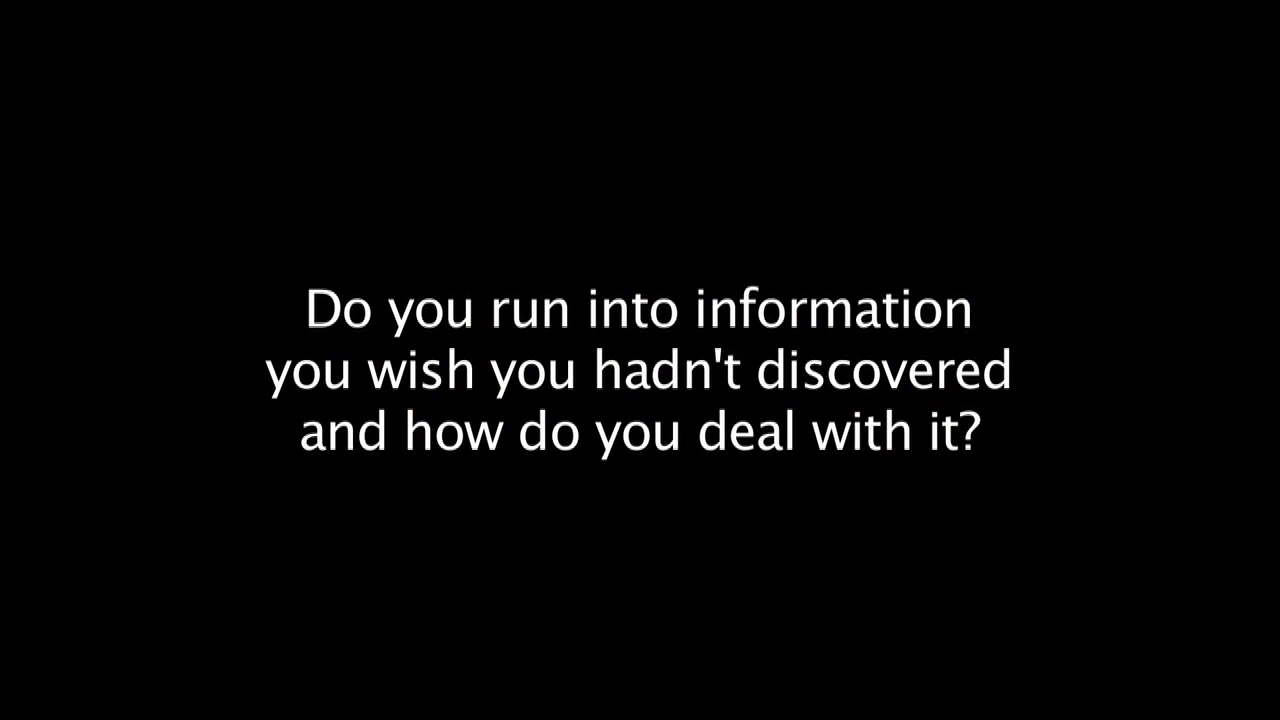 Do you run into information
you wish you hadn't discovered
and how do you deal with it?